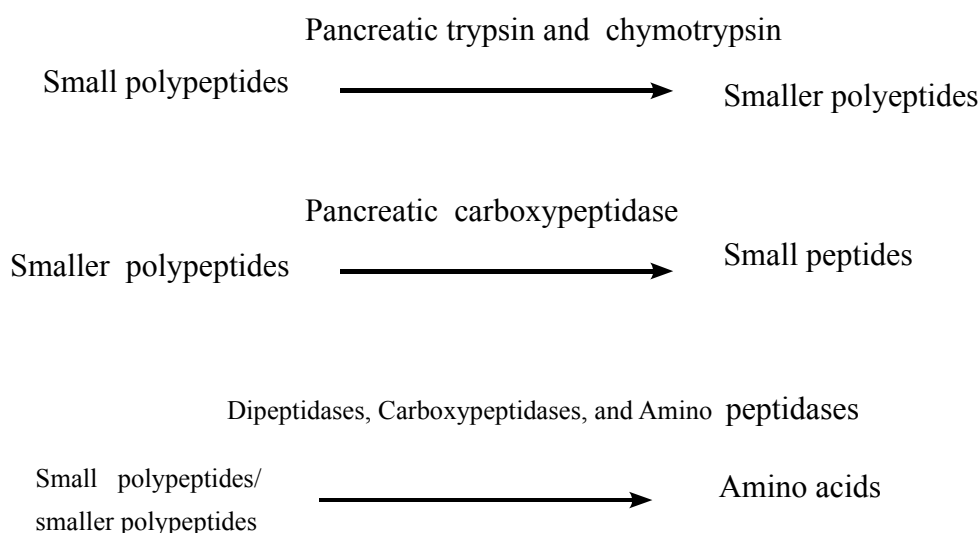 Pancreatic trypsin and chymotrypsin
Small polypeptides
Smaller polyeptides
Pancreatic carboxypeptidase
Smaller polypeptides
Small peptides
Dipeptidases, Carboxypeptidases, and Amino peptidases
Small polypeptides/
smaller polypeptides
Amino acids